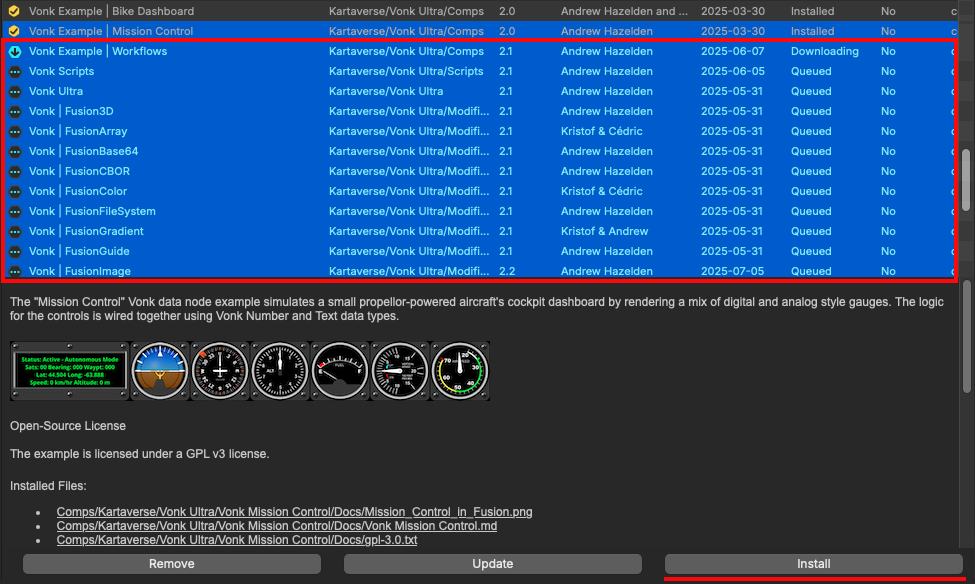 Vonk Example | Bike Dashboard Kartaverse/Vonk Ultra/Comps 2.0 Andrew Hazelden and ... 2025-03-30 Installed No
Vonk Example | Mission Control Kartaverse/Vonk Ultra/Comps 2.0 Andrew Hazelden 2025-03-30 Installed No
Vonk Example | Workflows Kartaverse/Vonk Ultra/Comps 2.1 Andrew Hazelden 2025-06-07 Downloading No
Vonk Scripts Kartaverse/Vonk Ultra/Scripts 2.1 Andrew Hazelden 2025-06-05 Queued No
Vonk Ultra Kartaverse/Vonk Ultra 2.1 Andrew Hazelden 2025-05-31 Queued No
Vonk | Fusion3D Kartaverse/Vonk Ultra/Modifi... 2.1 Andrew Hazelden 2025-05-31 Queued No
Vonk | FusionArray Kartaverse/Vonk Ultra/Modifi... 2.1 Kristof & Cédric 2025-05-31 Queued No
Vonk | FusionBase64 Kartaverse/Vonk Ultra/Modifi... 2.1 Andrew Hazelden 2025-05-31 Queued No
Vonk | FusionCBOR Kartaverse/Vonk Ultra/Modifi... 2.1 Andrew Hazelden 2025-05-31 Queued No
Vonk | FusionColor Kartaverse/Vonk Ultra/Modifi... 2.1 Kristof & Cédric 2025-05-31 Queued No
Vonk | FusionFileSystem Kartaverse/Vonk Ultra/Modifi... 2.1 Andrew Hazelden 2025-05-31 Queued No
Vonk | FusionGradient Kartaverse/Vonk Ultra/Modifi... 2.1 Kristof & Andrew 2025-05-31 Queued No
Vonk | FusionGuide Kartaverse/Vonk Ultra/Modifi... 2.1 Andrew Hazelden 2025-05-31 Queued No
Vonk | FusionImage Kartaverse/Vonk Ultra/Modifi... 2.2 Andrew Hazelden 2025-07-05 Queued No
The "Mission Control" Vonk data node example simulates a small propellor-powered aircraft's cockpit dashboard by rendering a mix of digital and analog style gauges. The logic
for the controls is wired together using Vonk Number and Text data types.
Status: Active - Autonomous Mode
Sats: 00 Bearing: 000 Waypt: 000
Lat: 44.504 Long: -63.888
Speed: 0 km/hr Altitude: 0 m
ALT
FUEL
Open-Source License
The example is licensed under a GPL v3 license.
Installed Files:
Comps/Kartaverse/Vonk Ultra/Vonk Mission Control/Docs/Mission_Control_in_Fusion.png
Comps/Kartaverse/Vonk Ultra/Vonk Mission Control/Docs/Vonk Mission Control.md
Comps/Kartaverse/Vonk Ultra/Vonk Mission Control/Docs/gpl-3.0.txt
Remove Update Install